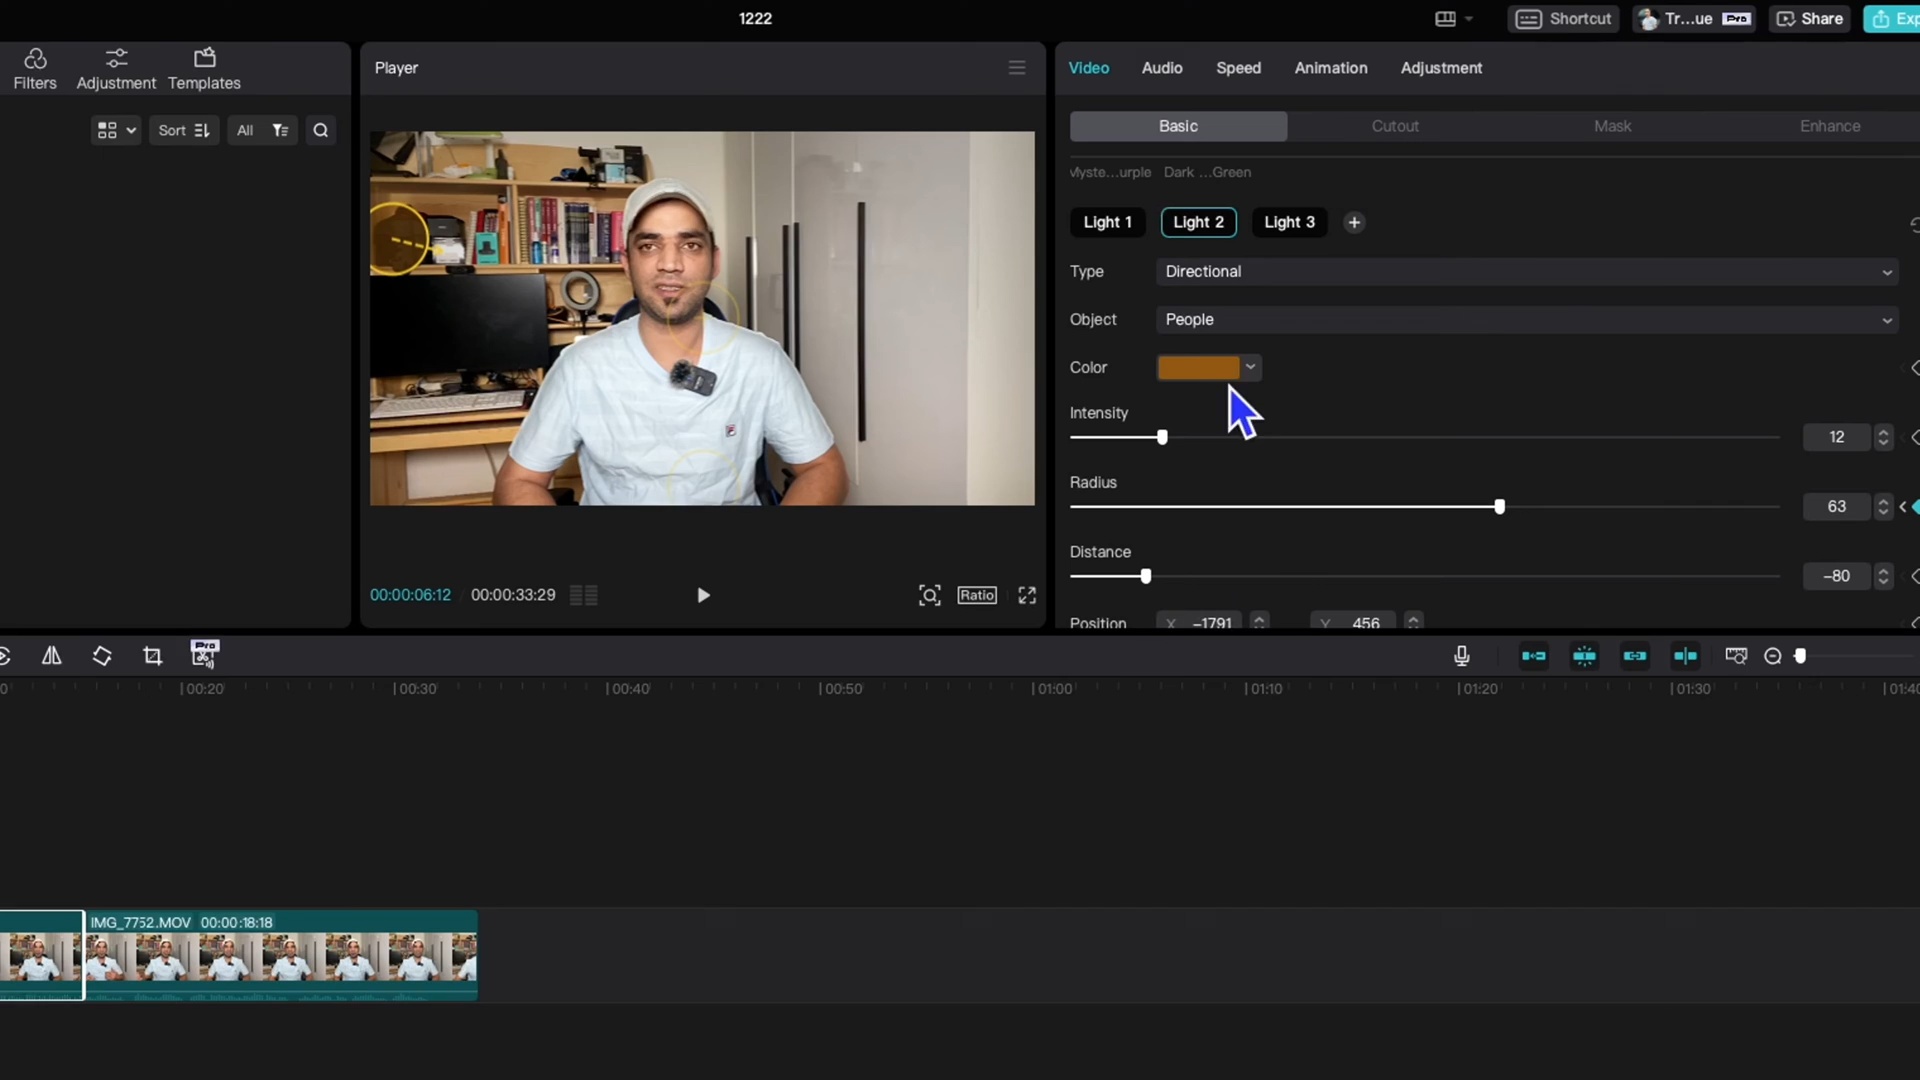 1222
Shortcut
Tr...ue Pro
Share
Exp
Filters
Adjustment
Templates
Player
Video
Audio
Speed
Animation
Adjustment
Sort
All
Basic
Cutout
Mask
Enhance
Myste...urple
Dark ...Green
Light 1
Light 2
Light 3
Type
Directional
Object
People
Color
Intensity
12
Radius
63
Distance
-80
Position
X -1791
Y 456
00:00:06:12
00:00:33:29
Ratio
Pro
0
00:20
00:30
00:40
00:50
01:00
01:10
01:20
01:30
01:40
IMG_7752.MOV 00:00:18:18